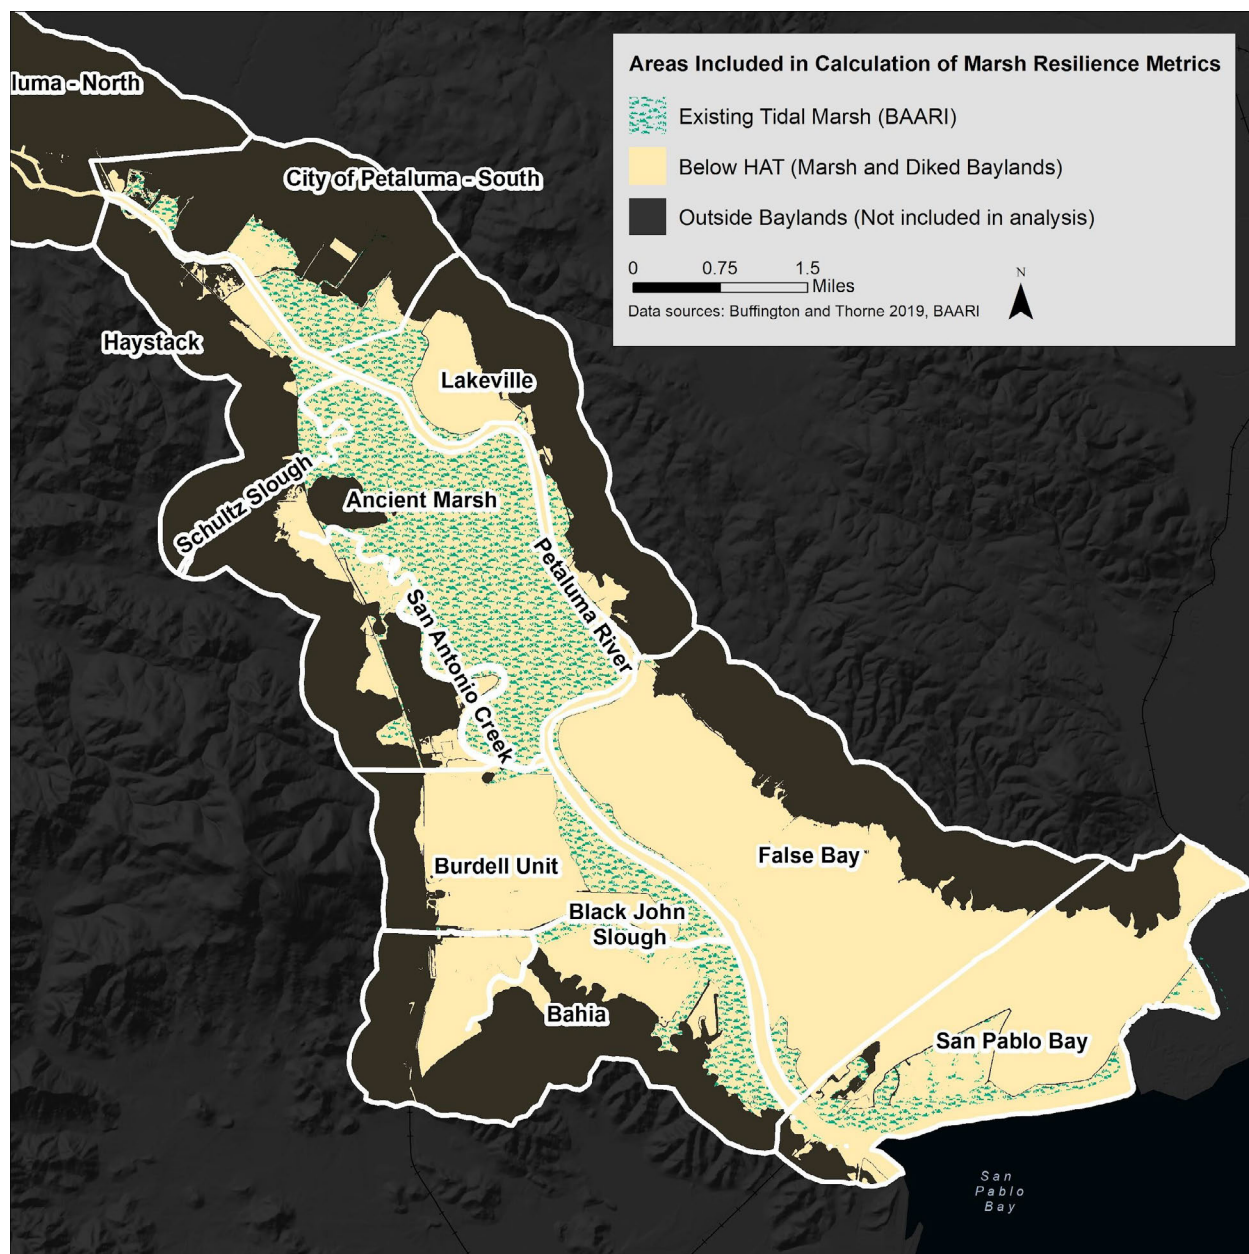 Areas Included in Calculation of Marsh Resilience Metrics
Existing Tidal Marsh (BAARI)
Below HAT (Marsh and Diked Baylands)
Outside Baylands (Not included in analysis)
0 0.75 1.5
Miles
N
Data sources: Buffington and Thorne 2019, BAARI
luma - North
City of Petaluma - South
Haystack
Lakeville
Schultz Slough
Ancient Marsh
Petaluma River
San Antonio Creek
Burdell Unit
False Bay
Black John
Slough
Bahia
San Pablo Bay
San
Pablo
Bay